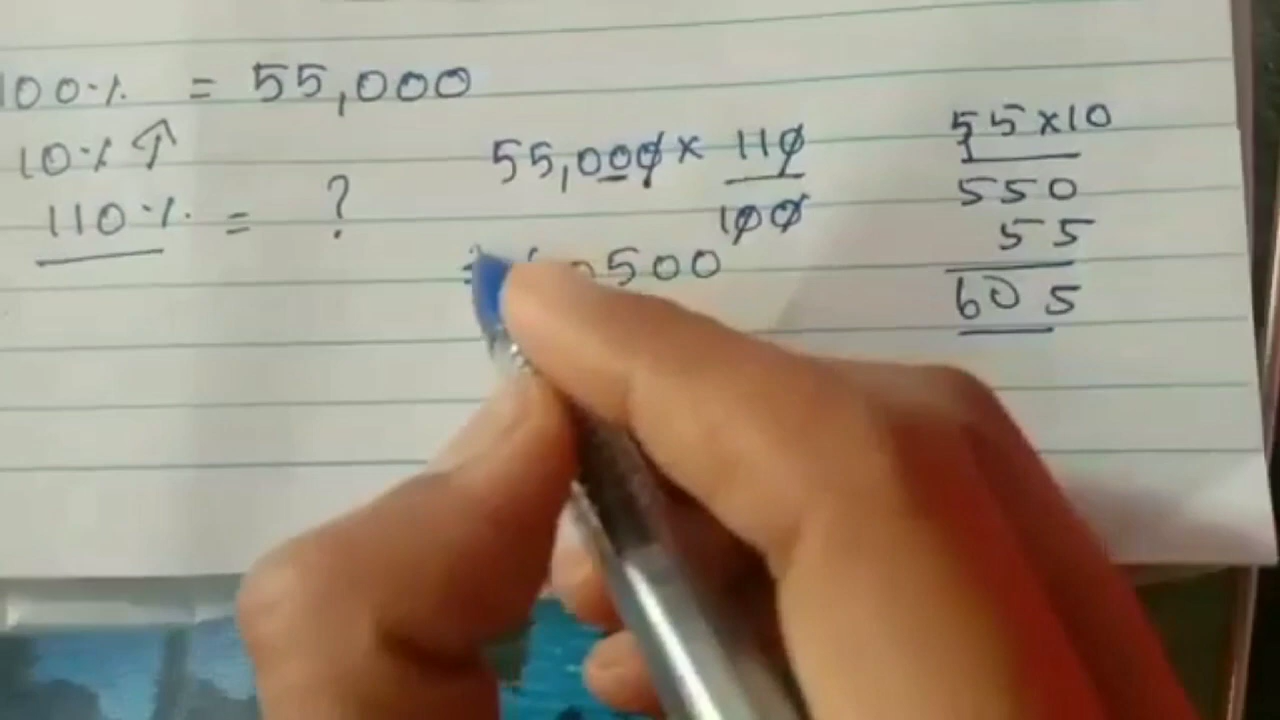 100% = 55,000
10% ↑
110% = ?
55,000 × 110
100
500
55×10
550
55
605